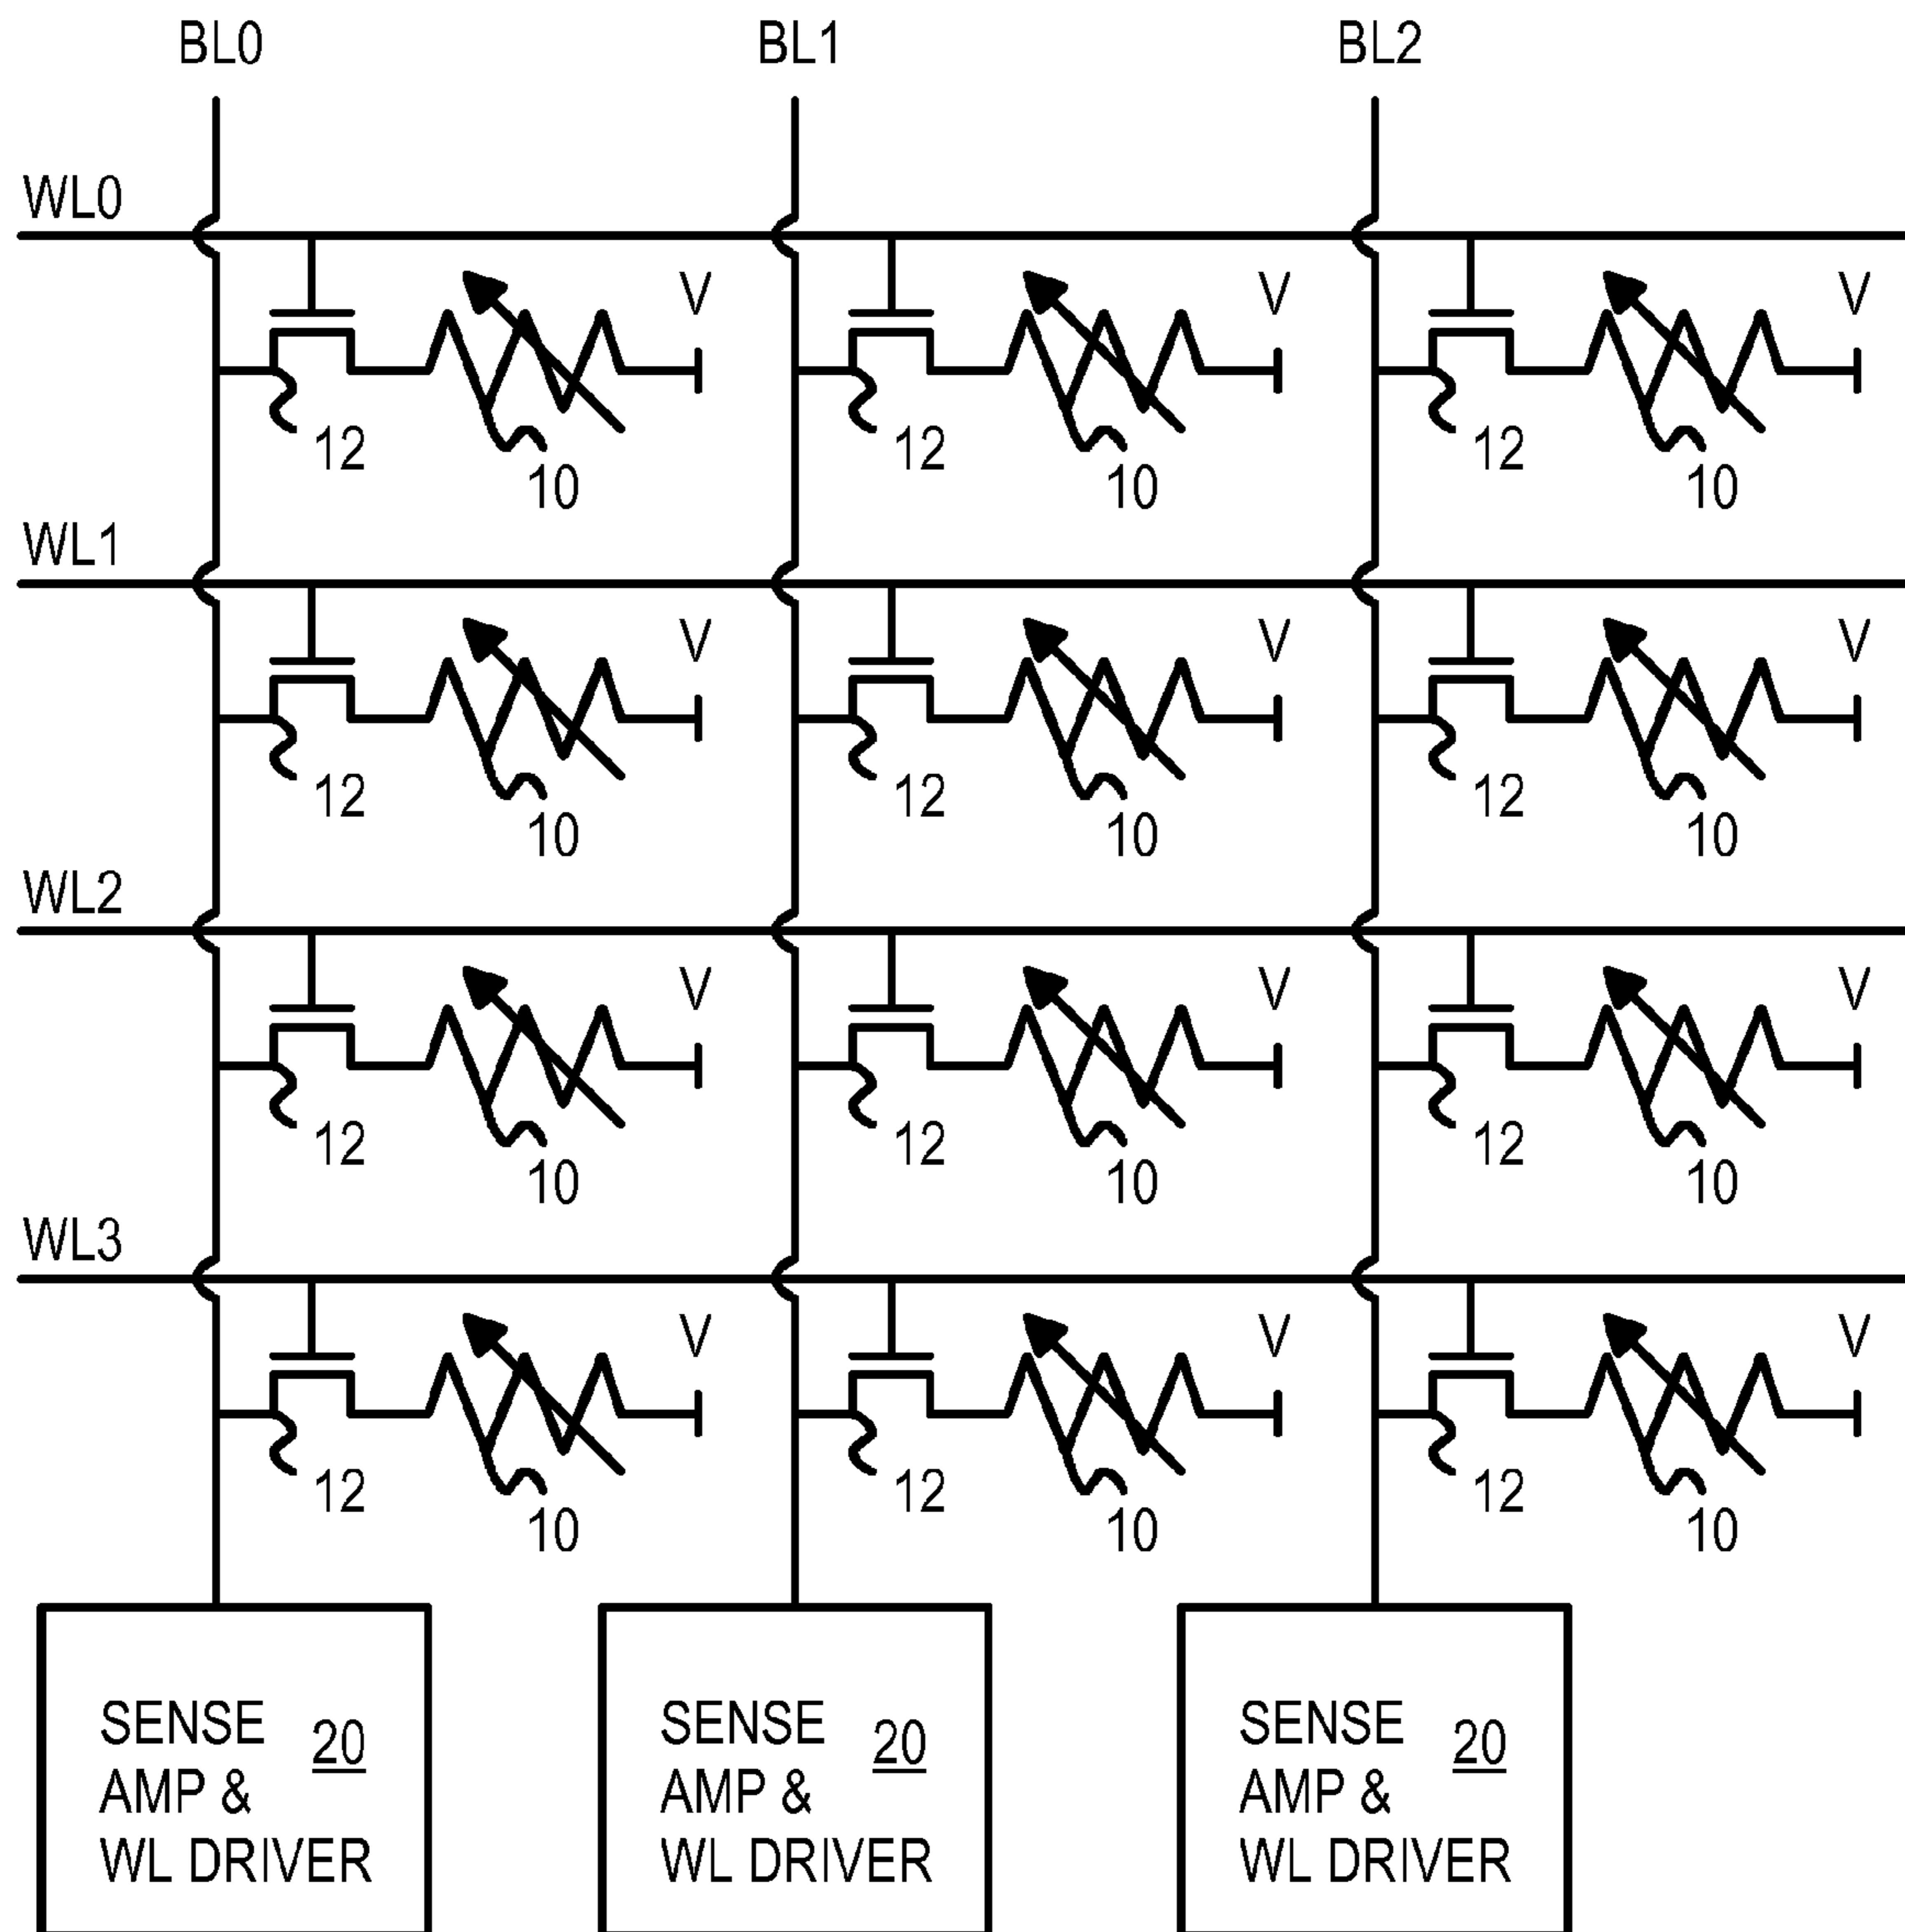 BL0 BL1 BL2
WL0
V V V
12 12 12
10 10 10
WL1
V V V
12 12 12
10 10 10
WL2
V V V
12 12 12
10 10 10
WL3
V V V
12 12 12
10 10 10
SENSE 20 SENSE 20 SENSE 20
AMP & AMP & AMP &
WL DRIVER WL DRIVER WL DRIVER